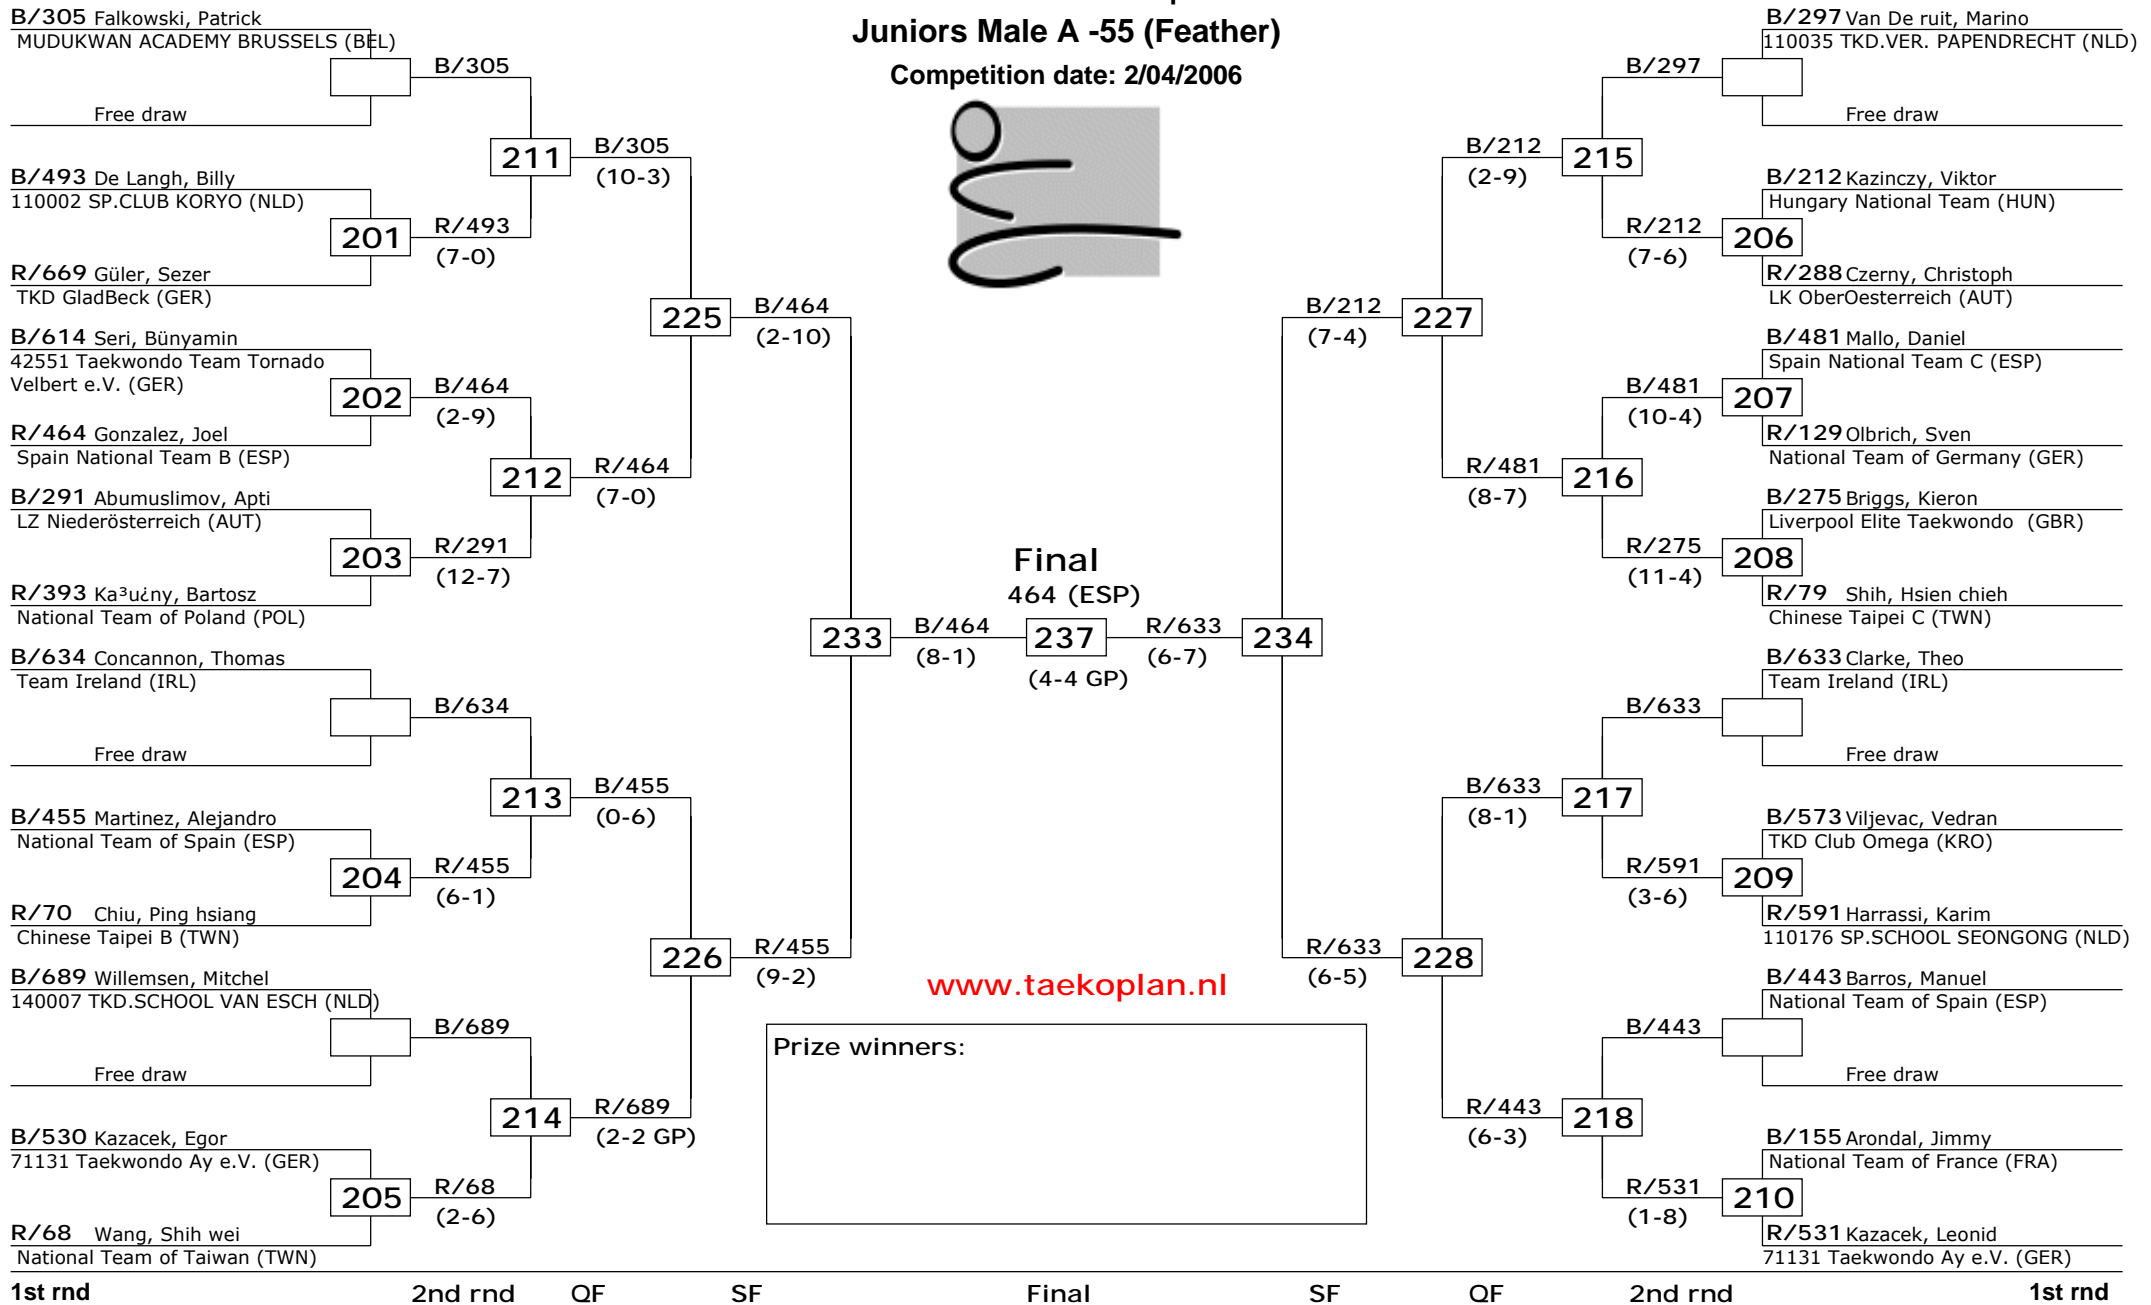 Juniors Male A -55 (Feather)
Competition date: 2/04/2006
B/305 Falkowski, Patrick
MUDUKWAN ACADEMY BRUSSELS (BEL)
Free draw
B/493 De Langh, Billy
110002 SP.CLUB KORYO (NLD)
R/669 Güler, Sezer
TKD GladBeck (GER)
B/614 Seri, Bünyamin
42551 Taekwondo Team Tornado
Velbert e.V. (GER)
R/464 Gonzalez, Joel
Spain National Team B (ESP)
B/291 Abumuslimov, Apti
LZ Niederösterreich (AUT)
R/393 Ka³u¿ny, Bartosz
National Team of Poland (POL)
B/634 Concannon, Thomas
Team Ireland (IRL)
Free draw
B/455 Martinez, Alejandro
National Team of Spain (ESP)
R/70 Chiu, Ping hsiang
Chinese Taipei B (TWN)
B/689 Willemsen, Mitchel
140007 TKD.SCHOOL VAN ESCH (NLD)
Free draw
B/530 Kazacek, Egor
71131 Taekwondo Ay e.V. (GER)
R/68 Wang, Shih wei
National Team of Taiwan (TWN)
201
202
203
204
205
B/305
R/493
(7-0)
B/464
(2-9)
R/291
(12-7)
B/634
R/455
(6-1)
B/689
R/68
(2-6)
211
212
213
214
B/305
(10-3)
R/464
(7-0)
B/455
(0-6)
R/689
(2-2 GP)
225
226
B/464
(2-10)
R/455
(9-2)
233
B/464
(8-1)
Final
464 (ESP)
237
(4-4 GP)
R/633
(6-7)
234
B/212
(7-4)
R/633
(6-5)
227
228
B/212
(2-9)
R/481
(8-7)
B/633
(8-1)
R/443
(6-3)
215
216
217
218
B/297
R/212
(7-6)
B/481
(10-4)
R/275
(11-4)
B/633
R/591
(3-6)
B/443
R/531
(1-8)
206
207
208
209
210
B/297 Van De ruit, Marino
110035 TKD.VER. PAPENDRECHT (NLD)
Free draw
B/212 Kazinczy, Viktor
Hungary National Team (HUN)
R/288 Czerny, Christoph
LK OberOesterreich (AUT)
B/481 Mallo, Daniel
Spain National Team C (ESP)
R/129 Olbrich, Sven
National Team of Germany (GER)
B/275 Briggs, Kieron
Liverpool Elite Taekwondo (GBR)
R/79 Shih, Hsien chieh
Chinese Taipei C (TWN)
B/633 Clarke, Theo
Team Ireland (IRL)
Free draw
B/573 Viljevac, Vedran
TKD Club Omega (KRO)
R/591 Harrassi, Karim
110176 SP.SCHOOL SEONGONG (NLD)
B/443 Barros, Manuel
National Team of Spain (ESP)
Free draw
B/155 Arondal, Jimmy
National Team of France (FRA)
R/531 Kazacek, Leonid
71131 Taekwondo Ay e.V. (GER)
www.taekoplan.nl
Prize winners:
1st rnd 2nd rnd QF SF Final SF QF 2nd rnd 1st rnd